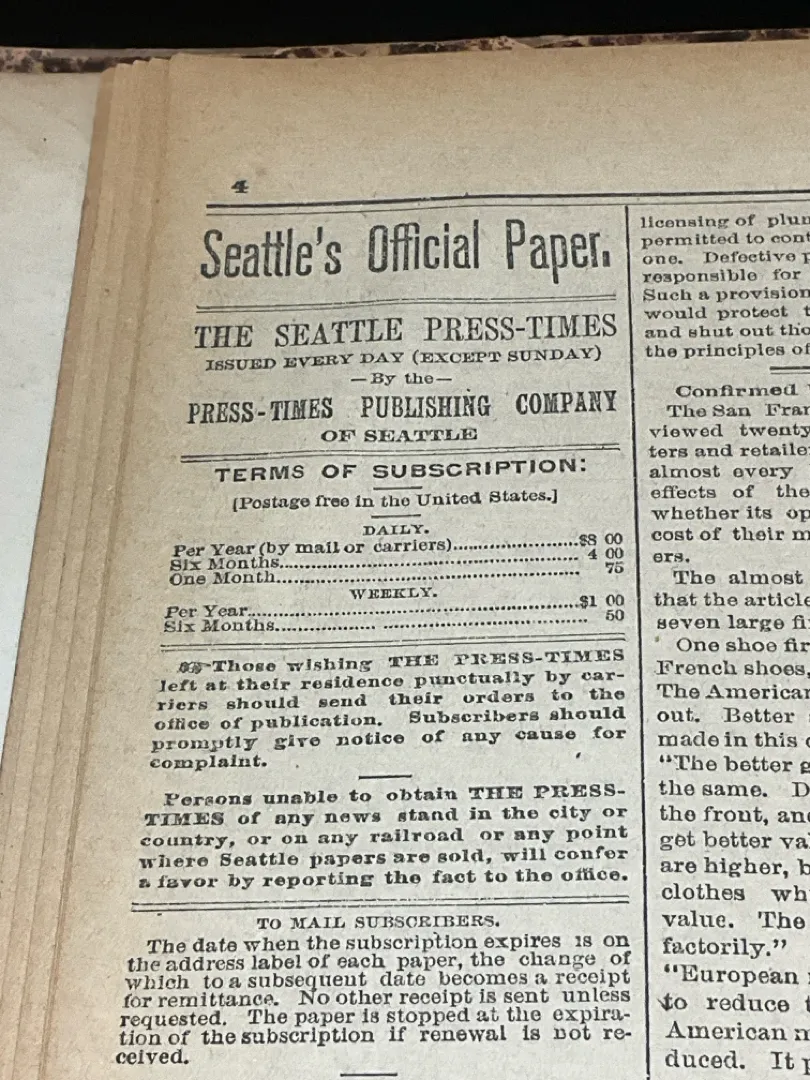 4
Seattle's Official Paper.
THE SEATTLE PRESS-TIMES
ISSUED EVERY DAY (EXCEPT SUNDAY)
—By the—
PRESS-TIMES PUBLISHING COMPANY
OF SEATTLE
TERMS OF SUBSCRIPTION:
[Postage free in the United States.]
DAILY.
Per Year (by mail or carriers)..............................$8 00
Six Months.............................................................. 4 00
One Month.............................................................. 75
WEEKLY.
Per Year.................................................................$1 00
Six Months.............................................................. 50
☞Those wishing THE PRESS-TIMES
left at their residence punctually by car-
riers should send their orders to the
office of publication. Subscribers should
promptly give notice of any cause for
complaint.
Persons unable to obtain THE PRESS-
TIMES of any news stand in the city or
country, or on any railroad or any point
where Seattle papers are sold, will confer
a favor by reporting the fact to the office.
TO MAIL SUBSCRIBERS.
The date when the subscription expires is on
the address label of each paper, the change of
which to a subsequent date becomes a receipt
for remittance. No other receipt is sent unless
requested. The paper is stopped at the expira-
tion of the subscription if renewal is not re-
ceived.
licensing of plum
permitted to cont
one. Defective p
responsible for
Such a provision
would protect t
and shut out tho
the principles of
Confirmed
The San Fran
viewed twenty
ters and retaile
almost every
effects of the
whether its op
cost of their m
ers.
The almost
that the article
seven large fi
One shoe fir
French shoes,
The American
out. Better
made in this c
"The better g
the same. D
the front, and
get better va
are higher, b
clothes wh
value. The
factorily."
"European
to reduce t
American m
duced. It p